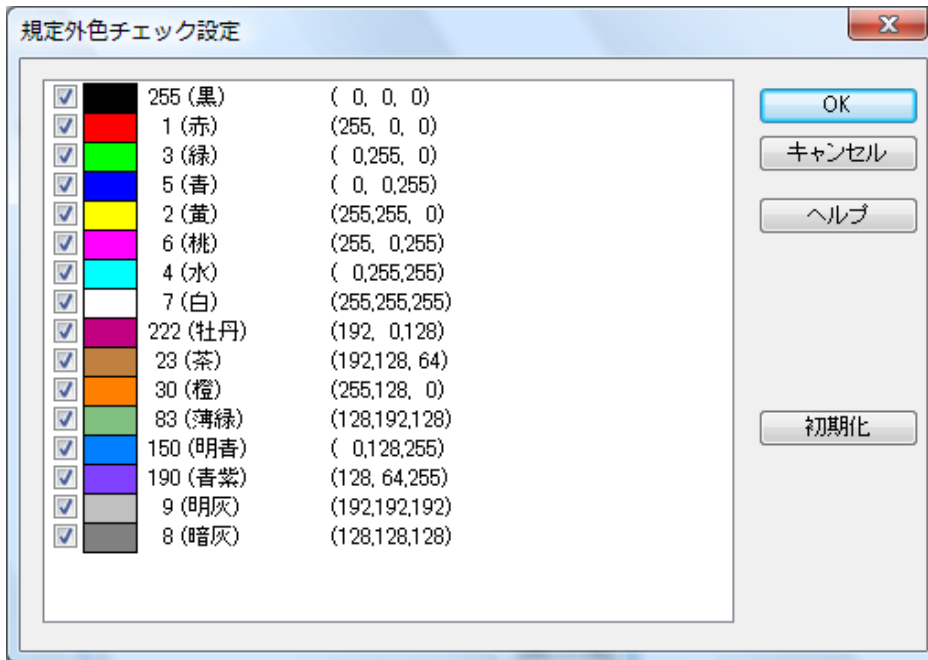 規定外色チェック設定
255 (黒) ( 0, 0, 0)
1 (赤) (255, 0, 0)
3 (緑) ( 0,255, 0)
5 (青) ( 0, 0,255)
2 (黄) (255,255, 0)
6 (桃) (255, 0,255)
4 (水) ( 0,255,255)
7 (白) (255,255,255)
222 (牡丹) (192, 0,128)
23 (茶) (192,128, 64)
30 (橙) (255,128, 0)
83 (薄緑) (128,192,128)
150 (明青) ( 0,128,255)
190 (青紫) (128, 64,255)
9 (明灰) (192,192,192)
8 (暗灰) (128,128,128)
OK
キャンセル
ヘルプ
初期化